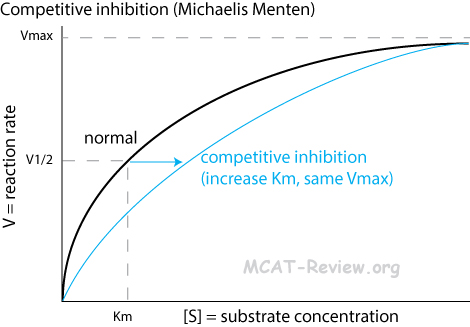 Competitive inhibition (Michaelis Menten)
Vmax
normal
V1/2
competitive inhibition
(increase Km, same Vmax)
V = reaction rate
MCAT-Review.org
Km
[S] = substrate concentration